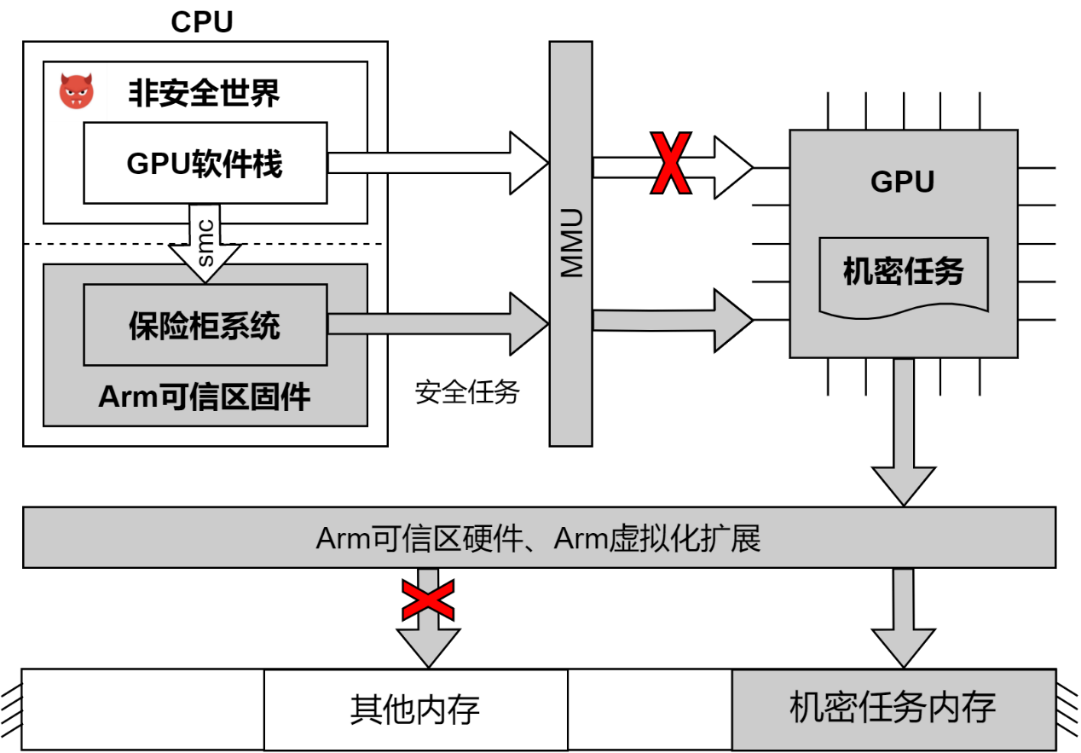 CPU
非安全世界
GPU软件栈
smc
保险柜系统
Arm可信区固件
安全任务
MMU
GPU
机密任务
Arm可信区硬件、Arm虚拟化扩展
其他内存
机密任务内存